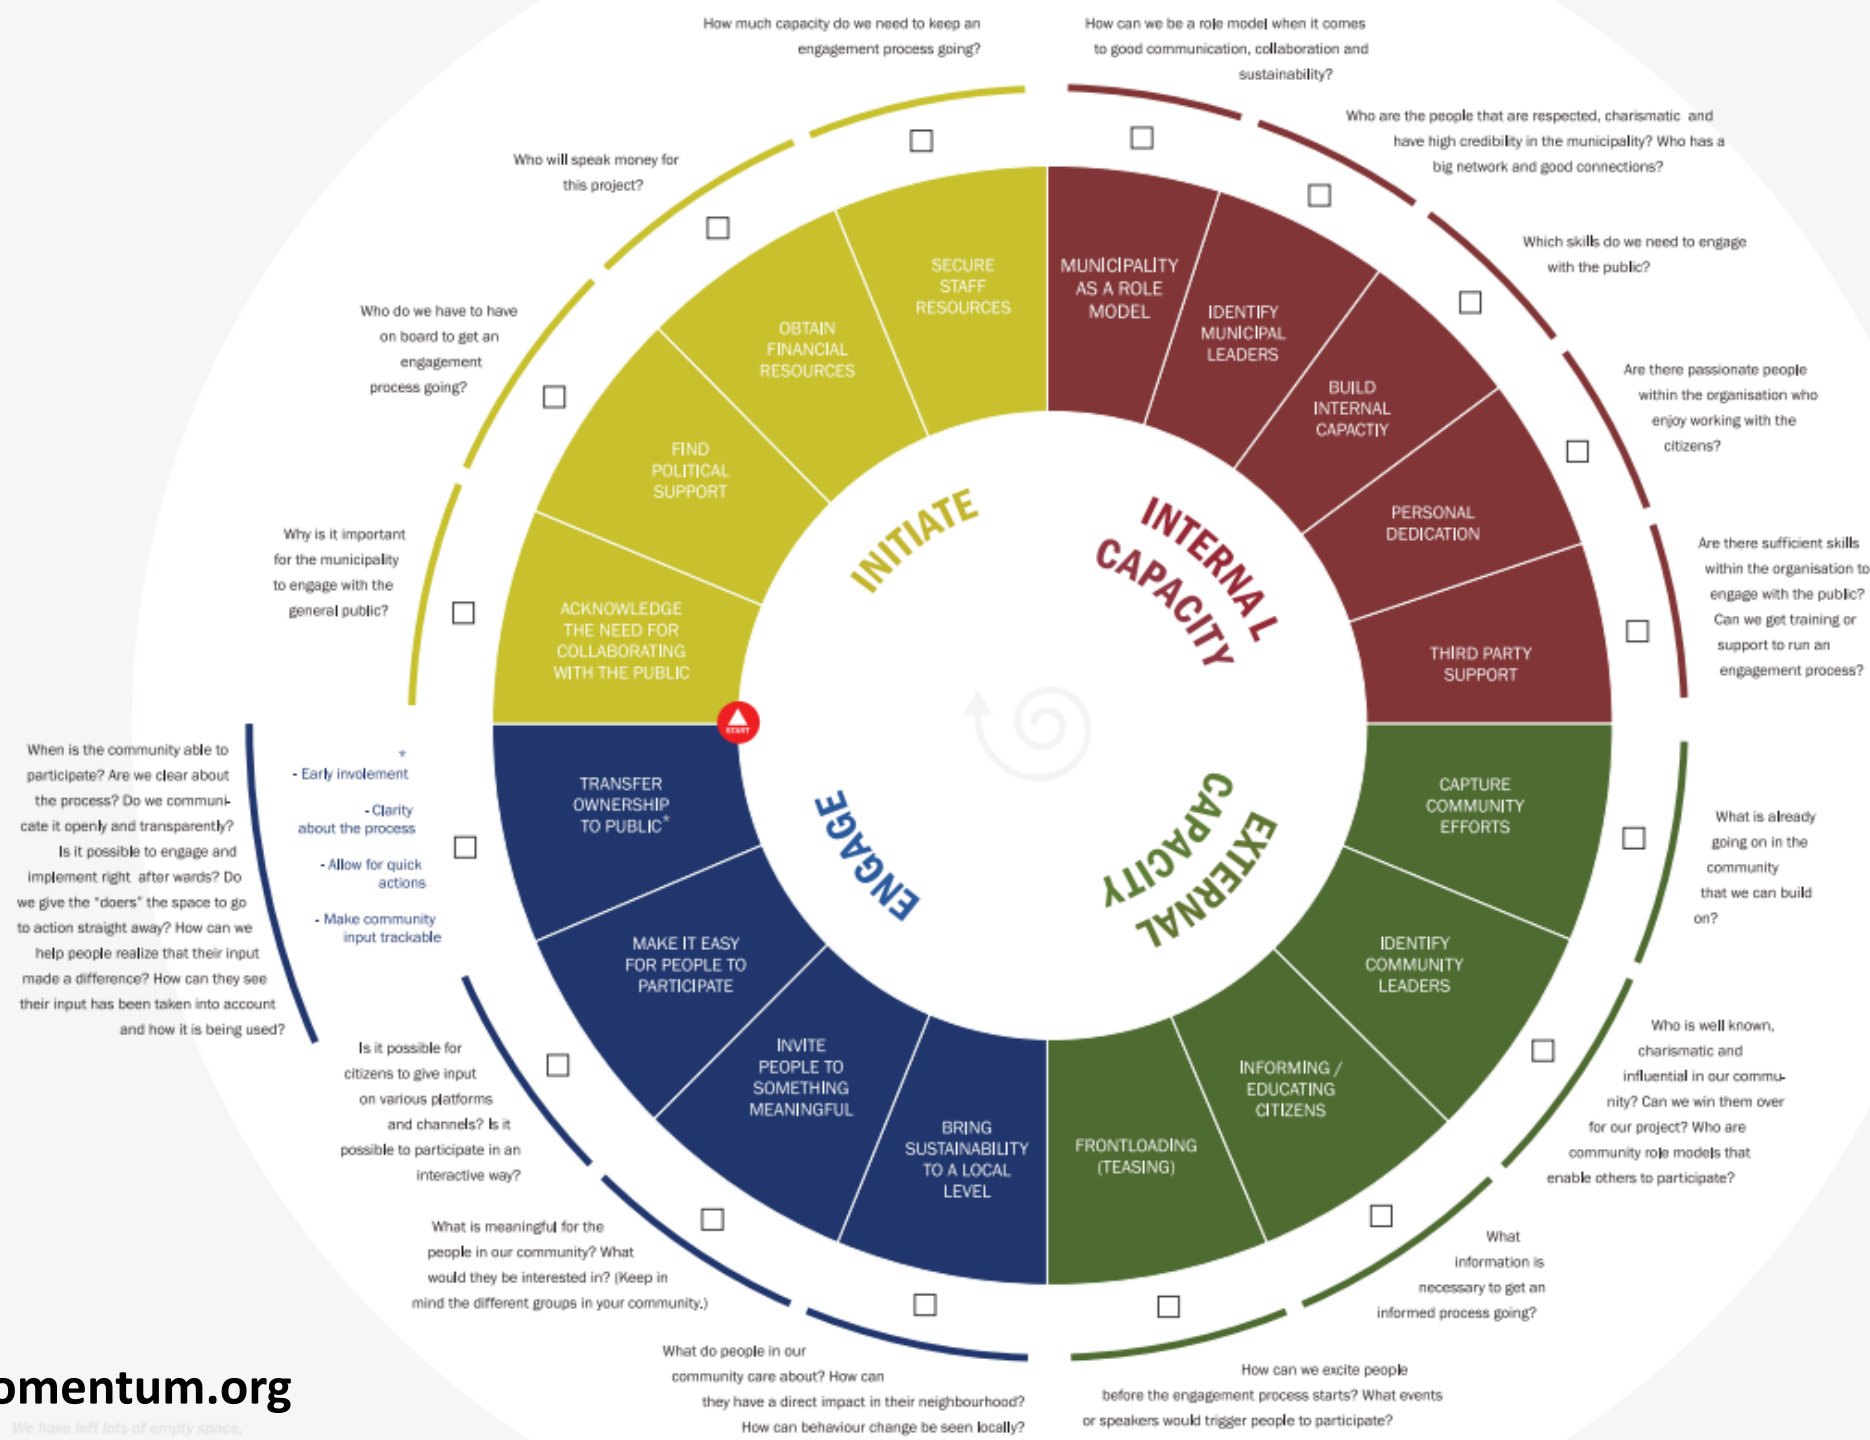 How much capacity do we need to keep an
engagement process going?
How can we be a role model when it comes
to good communication, collaboration and
sustainability?
Who are the people that are respected, charismatic and
have high credibility in the municipality? Who has a
big network and good connections?
Which skills do we need to engage
with the public?
Are there passionate people
within the organisation who
enjoy working with the
citizens?
Are there sufficient skills
within the organisation to
engage with the public?
Can we get training or
support to run an
engagement process?
Who will speak money for
this project?
Who do we have to have
on board to get an
engagement
process going?
Why is it important
for the municipality
to engage with the
general public?
SECURE
STAFF
RESOURCES
OBTAIN
FINANCIAL
RESOURCES
FIND
POLITICAL
SUPPORT
ACKNOWLEDGE
THE NEED FOR
COLLABORATING
WITH THE PUBLIC
MUNICIPALITY
AS A ROLE
MODEL
IDENTIFY
MUNICIPAL
LEADERS
BUILD
INTERNAL
CAPACTIY
PERSONAL
DEDICATION
THIRD PARTY
SUPPORT
INITIATE
INTERNAL
CAPACITY
START
ENGAGE
EXTERNAL
CAPACITY
TRANSFER
OWNERSHIP
TO PUBLIC*
MAKE IT EASY
FOR PEOPLE TO
PARTICIPATE
INVITE
PEOPLE TO
SOMETHING
MEANINGFUL
BRING
SUSTAINABILITY
TO A LOCAL
LEVEL
FRONTLOADING
(TEASING)
INFORMING /
EDUCATING
CITIZENS
IDENTIFY
COMMUNITY
LEADERS
CAPTURE
COMMUNITY
EFFORTS
When is the community able to
participate? Are we clear about
the process? Do we communi-
cate it openly and transparently?
Is it possible to engage and
implement right after wards? Do
we give the "doers" the space to go
to action straight away? How can we
help people realize that their input
made a difference? How can they see
their input has been taken into account
and how it is being used?
*
- Early involement
- Clarity
about the process
- Allow for quick
actions
- Make community
input trackable
Is it possible for
citizens to give input
on various platforms
and channels? Is it
possible to participate in an
interactive way?
What is meaningful for the
people in our community? What
would they be interested in? (Keep in
mind the different groups in your community.)
What do people in our
community care about? How can
they have a direct impact in their neighbourhood?
How can behaviour change be seen locally?
What is already
going on in the
community
that we can build
on?
Who is well known,
charismatic and
influential in our commu-
nity? Can we win them over
for our project? Who are
community role models that
enable others to participate?
What
information is
necessary to get an
informed process going?
How can we excite people
before the engagement process starts? What events
or speakers would trigger people to participate?
omentum.org
We have left lots of empty space,